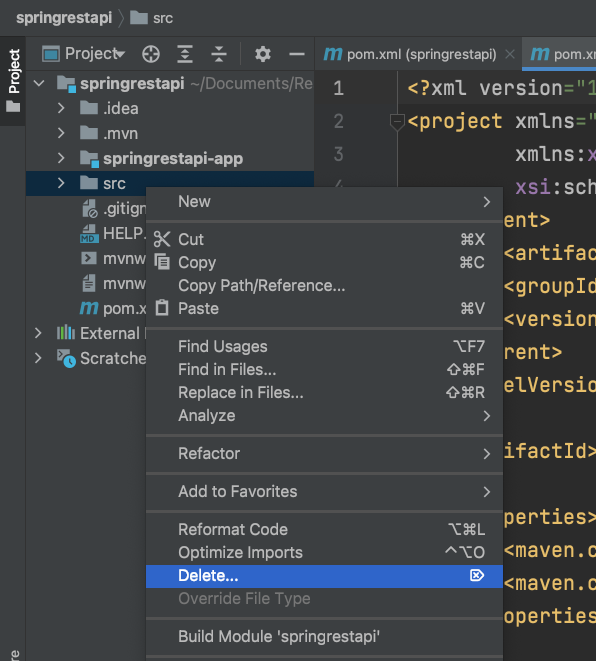 springrestapi > src
Project
Project
pom.xml (springrestapi)
pom.xm
springrestapi ~/Documents/Re
.idea
.mvn
springrestapi-app
src
.gitign
HELP.
mvnw
mvnw
pom.x
External
Scratche
1 <?xml version="1
2 <project xmlns="
3 xmlns:x
4 xsi:sch
ent>
<artifac
<groupId
<version
rent>
elVersio
ifactId>
perties>
<maven.c
<maven.c
operties
New
Cut ⌘X
Copy ⌘C
Copy Path/Reference...
Paste ⌘V
Find Usages ⌥F7
Find in Files... ⇧⌘F
Replace in Files... ⇧⌘R
Analyze
Refactor
Add to Favorites
Reformat Code ⌥⌘L
Optimize Imports ^⌥O
Delete... ⌦
Override File Type
Build Module 'springrestapi'